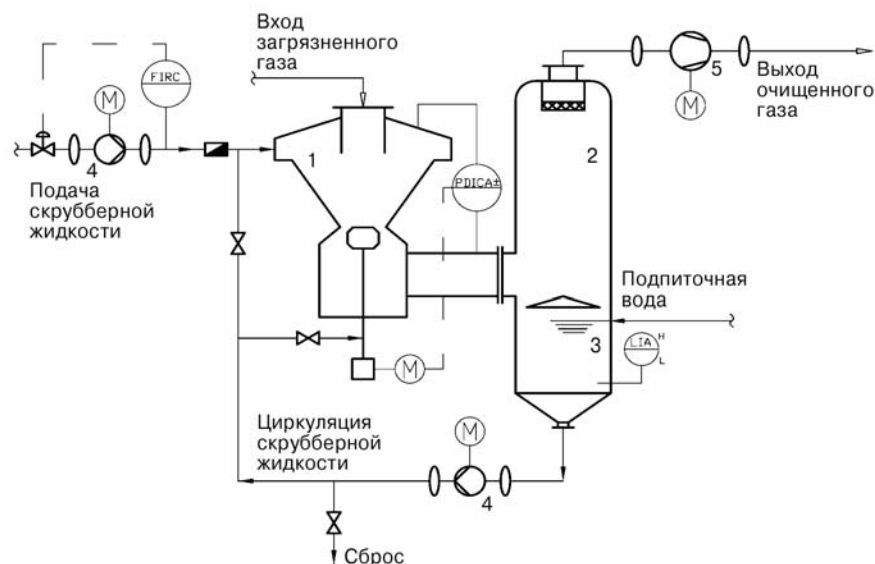 Вход
загрязненного
газа
FIRC
M
M
5
Выход
очищенного
газа
1
2
4
PDICA±
Подача
скрубберной
жидкости
Подпиточная
вода
3
LIA
H
L
M
Циркуляция
скрубберной
жидкости
M
4
Сброс